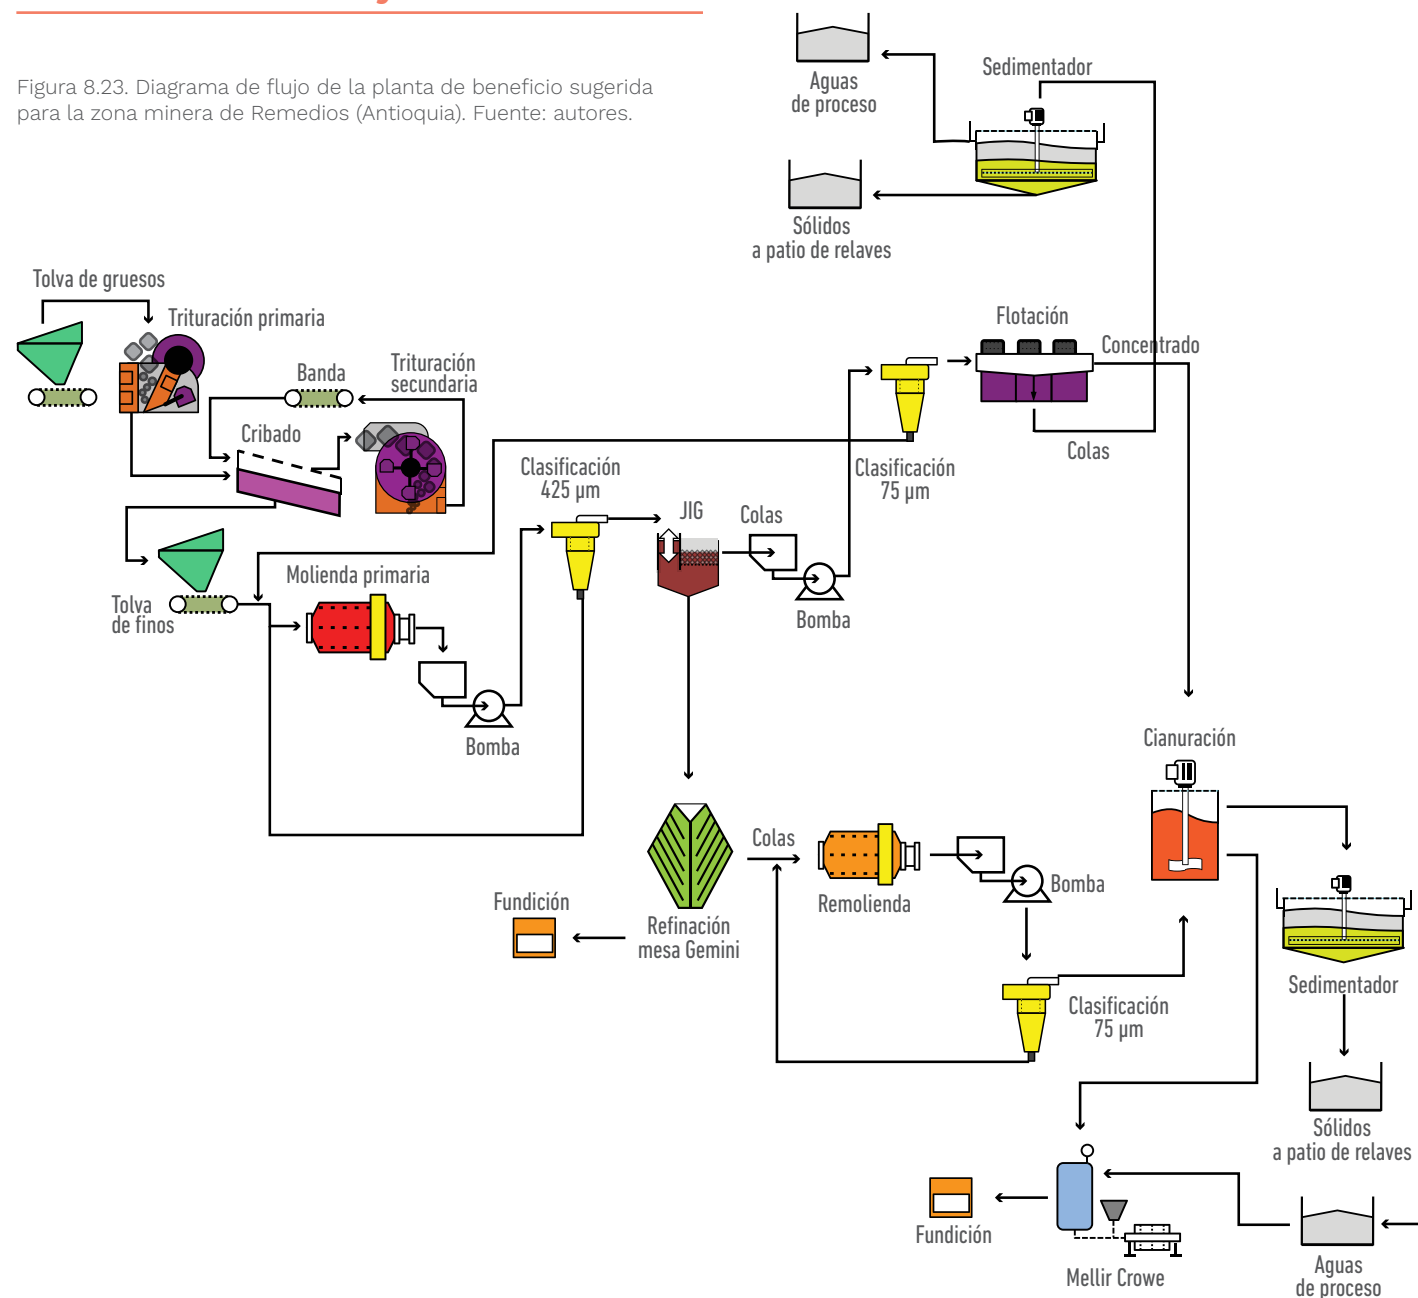 Figura 8.23. Diagrama de flujo de la planta de beneficio sugerida
para la zona minera de Remedios (Antioquia). Fuente: autores.
Aguas
de proceso
Sedimentador
Sólidos
a patio de relaves
Tolva de gruesos
Trituración primaria
Banda
Trituración
secundaria
Cribado
Flotación
Concentrado
Colas
Clasificación
75 µm
Clasificación
425 µm
JIG
Colas
Bomba
Tolva
de finos
Molienda primaria
Bomba
Cianuración
Colas
Remolienda
Bomba
Fundición
Refinación
mesa Gemini
Clasificación
75 µm
Sedimentador
Sólidos
a patio de relaves
Fundición
Mellir Crowe
Aguas
de proceso